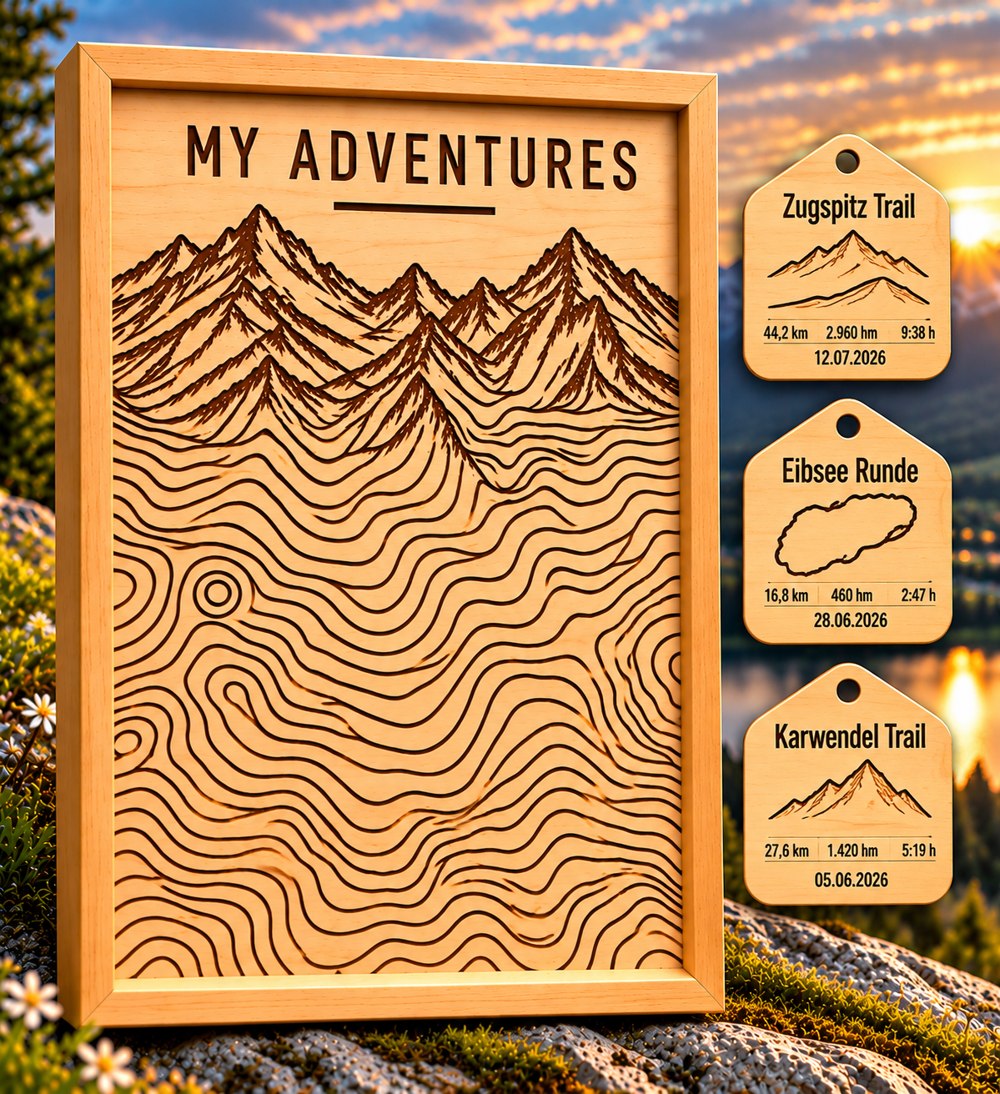 MY ADVENTURES
Zugspitz Trail
44,2 km 2.960 hm 9:38 h
12.07.2026
Eibsee Runde
16,8 km 460 hm 2:47 h
28.06.2026
Karwendel Trail
27,6 km 1.420 hm 5:19 h
05.06.2026